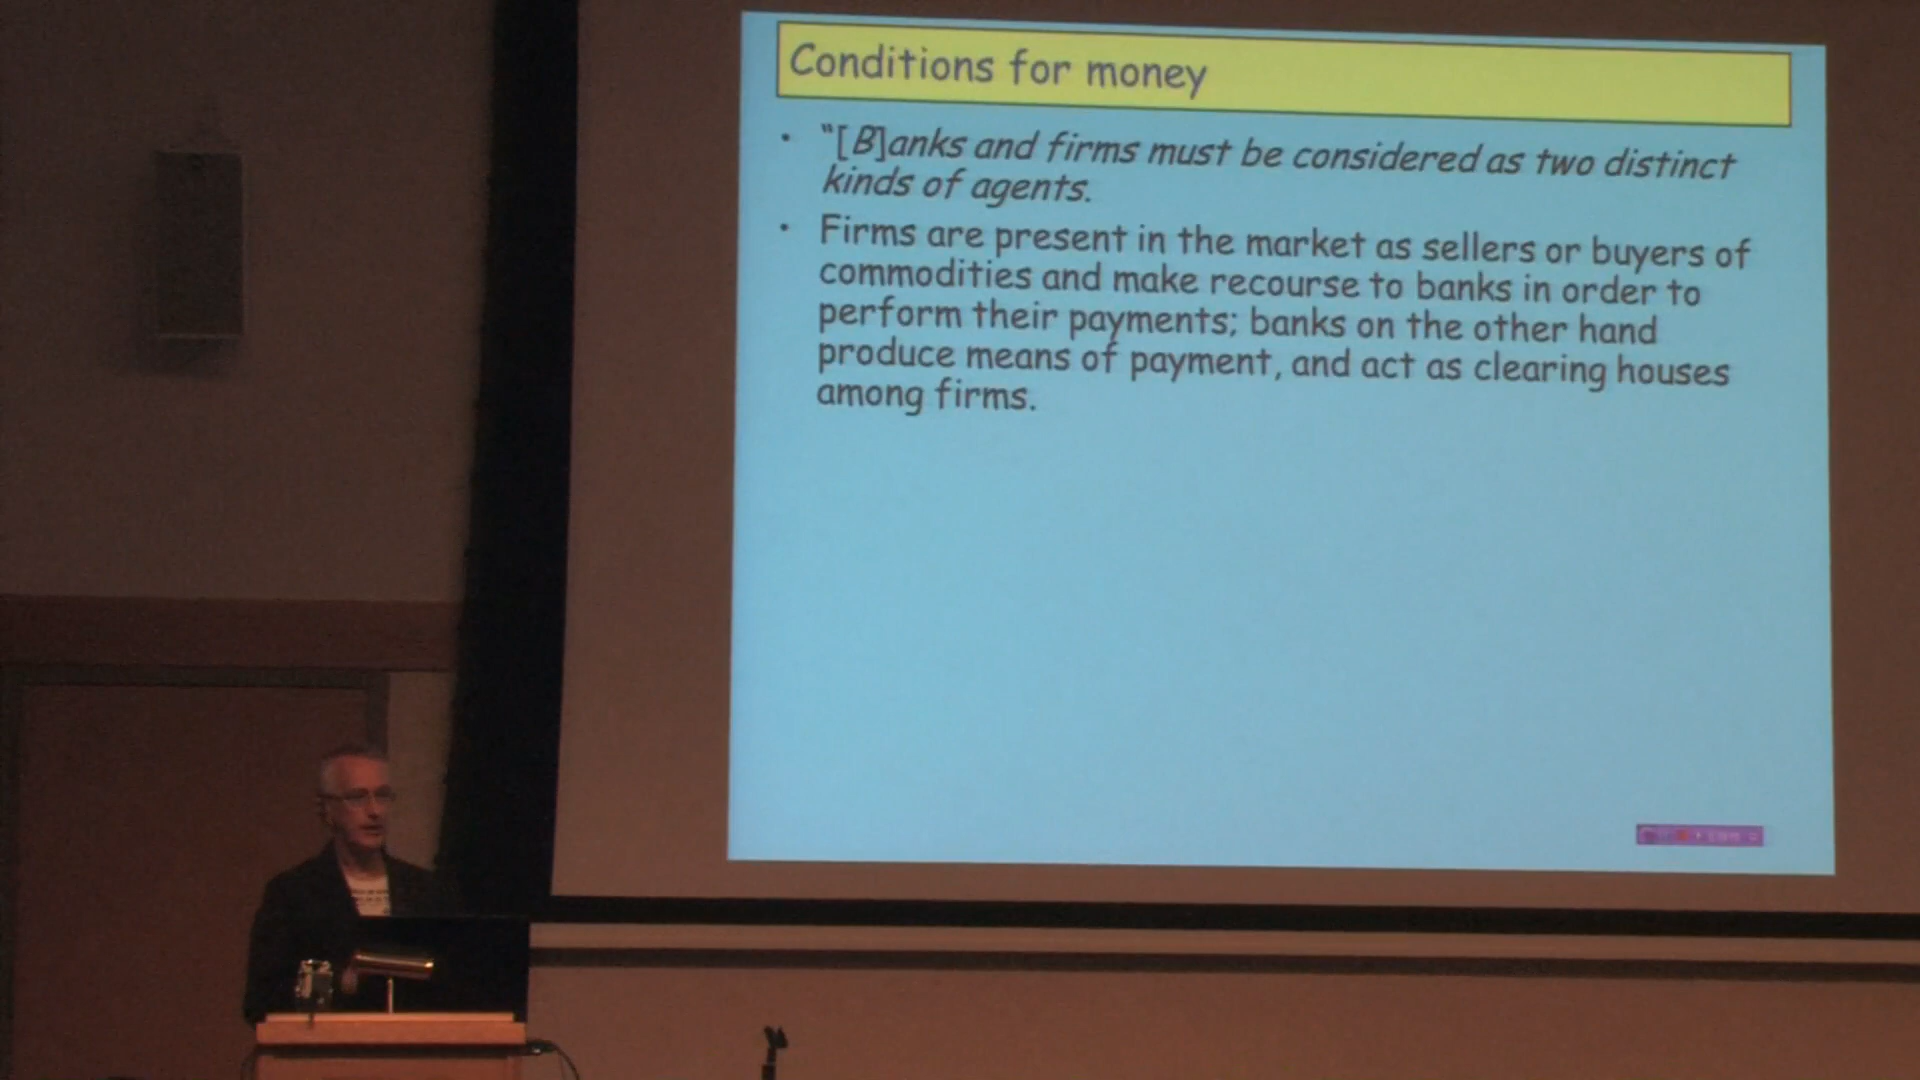 Conditions for money
• "[B]anks and firms must be considered as two distinct
kinds of agents.
• Firms are present in the market as sellers or buyers of
commodities and make recourse to banks in order to
perform their payments; banks on the other hand
produce means of payment, and act as clearing houses
among firms.